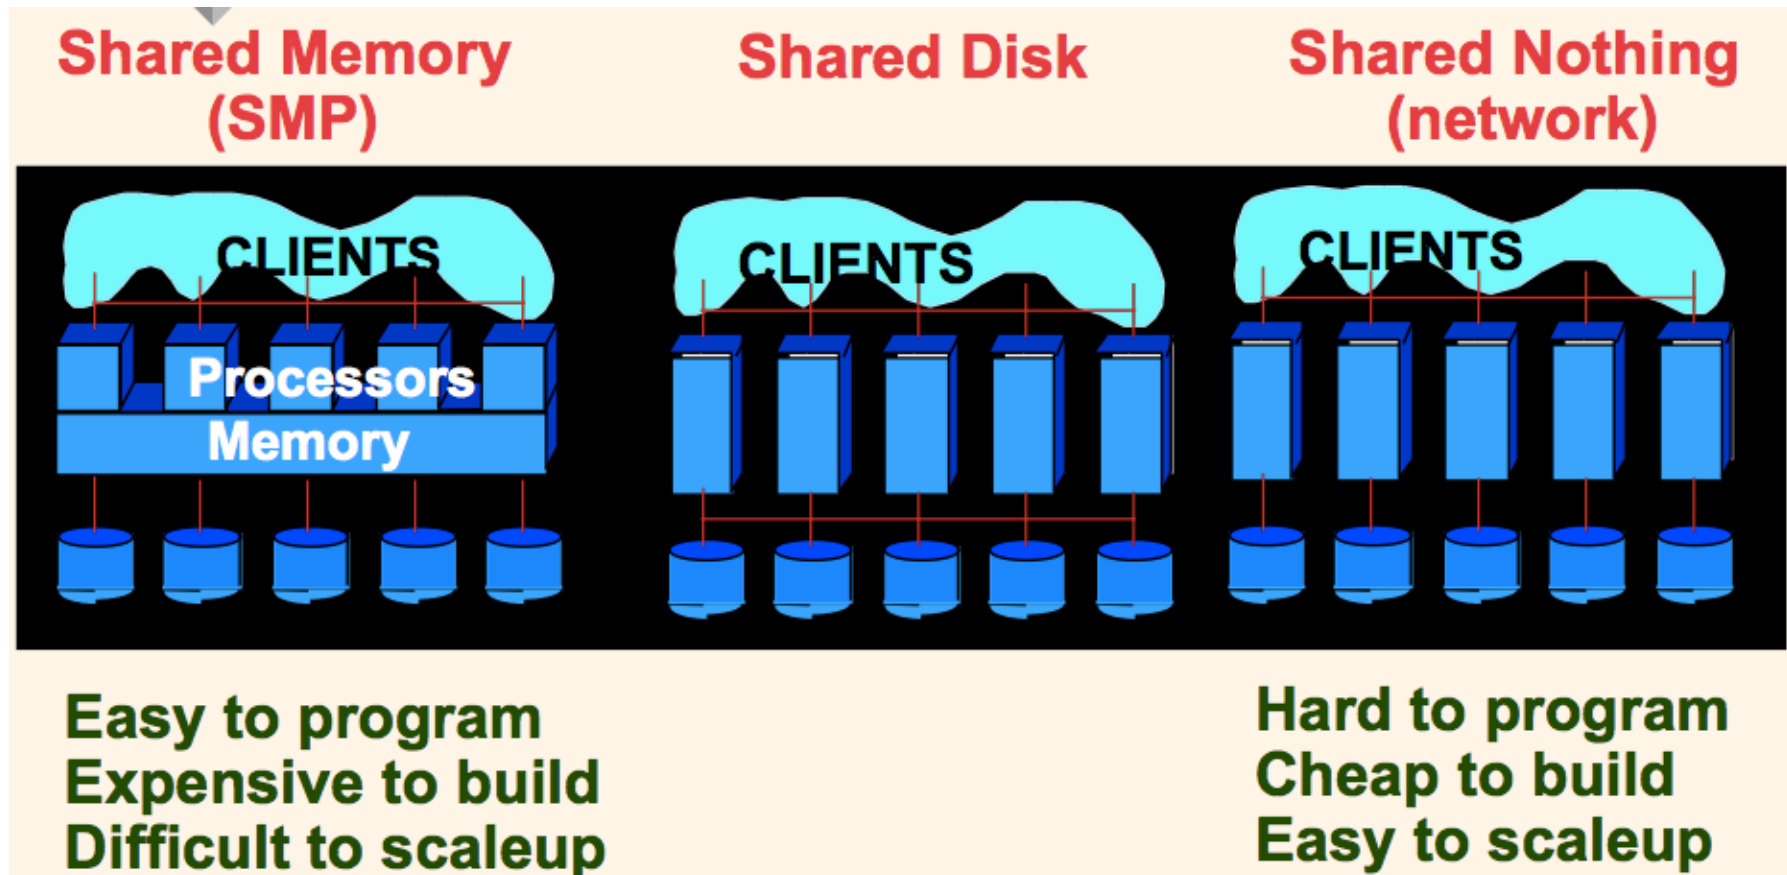 Shared Memory
(SMP)
Shared Disk
Shared Nothing
(network)
CLIENTS
Processors
Memory
CLIENTS
CLIENTS
Easy to program
Expensive to build
Difficult to scaleup
Hard to program
Cheap to build
Easy to scaleup